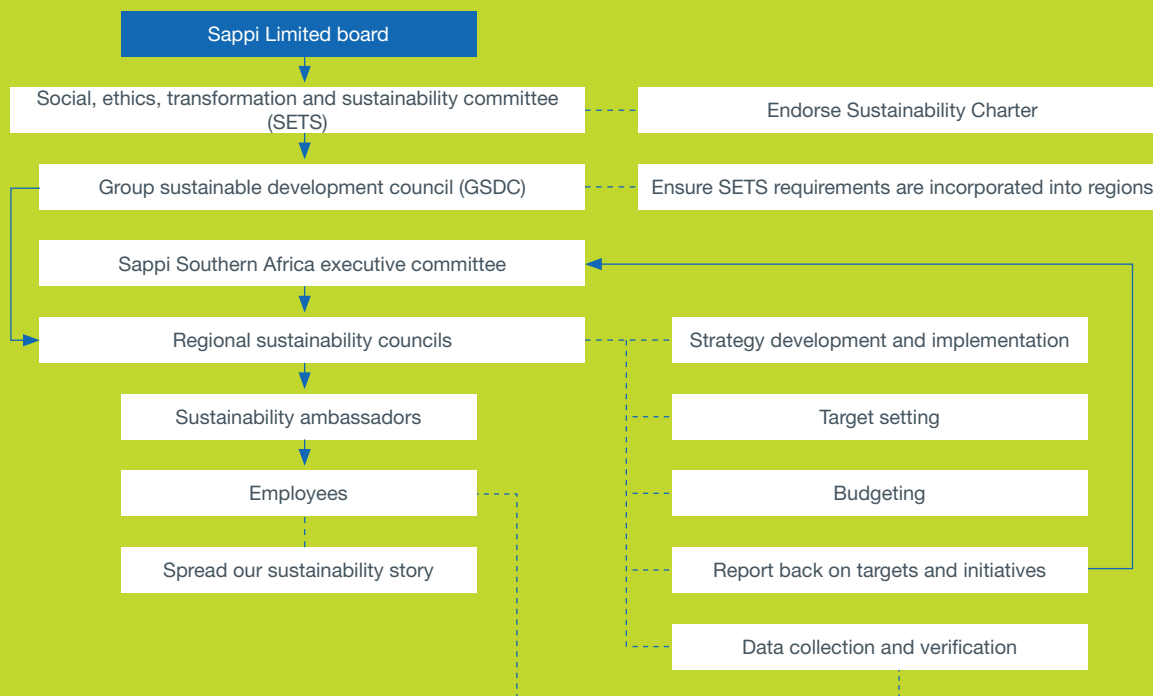 Sappi Limited board
Social, ethics, transformation and sustainability committee
(SETS)
Endorse Sustainability Charter
Group sustainable development council (GSDC)
Ensure SETS requirements are incorporated into regions
Sappi Southern Africa executive committee
Regional sustainability councils
Strategy development and implementation
Sustainability ambassadors
Target setting
Employees
Budgeting
Spread our sustainability story
Report back on targets and initiatives
Data collection and verification